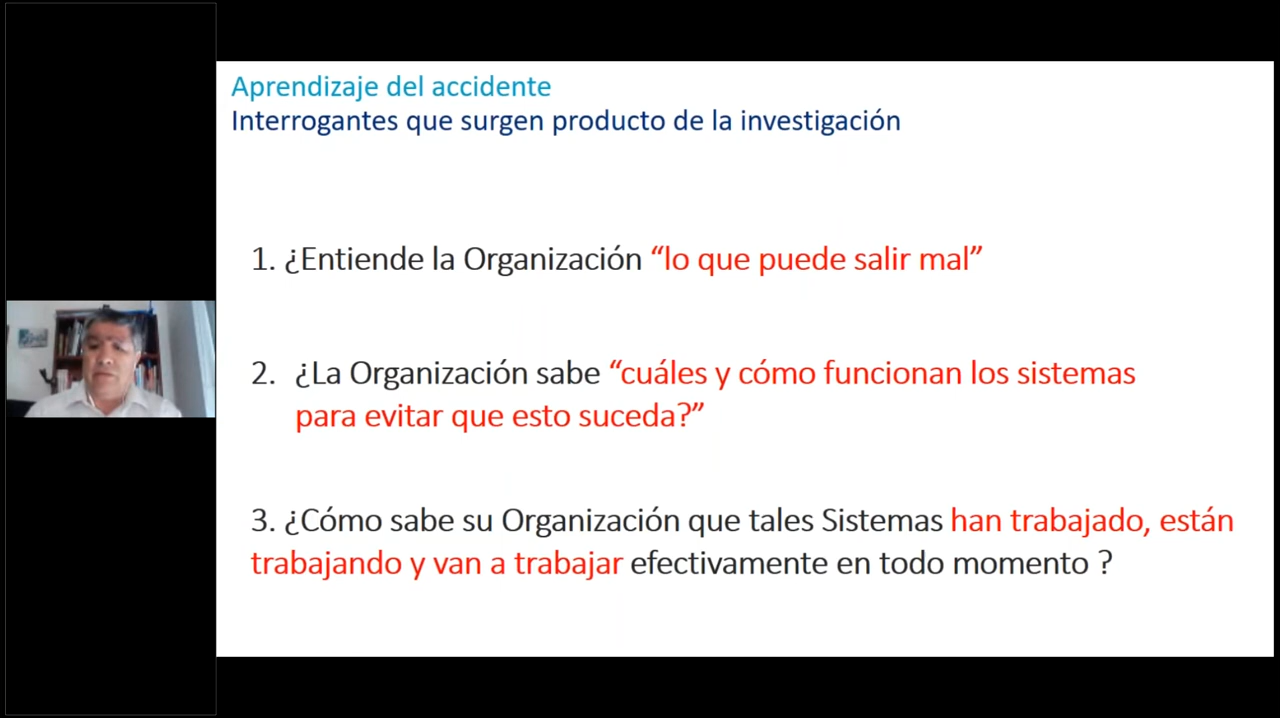 Aprendizaje del accidente
Interrogantes que surgen producto de la investigación
1. ¿Entiende la Organización “lo que puede salir mal”
2. ¿La Organización sabe “cuáles y cómo funcionan los sistemas
para evitar que esto suceda?”
3. ¿Cómo sabe su Organización que tales Sistemas han trabajado, están
trabajando y van a trabajar efectivamente en todo momento ?